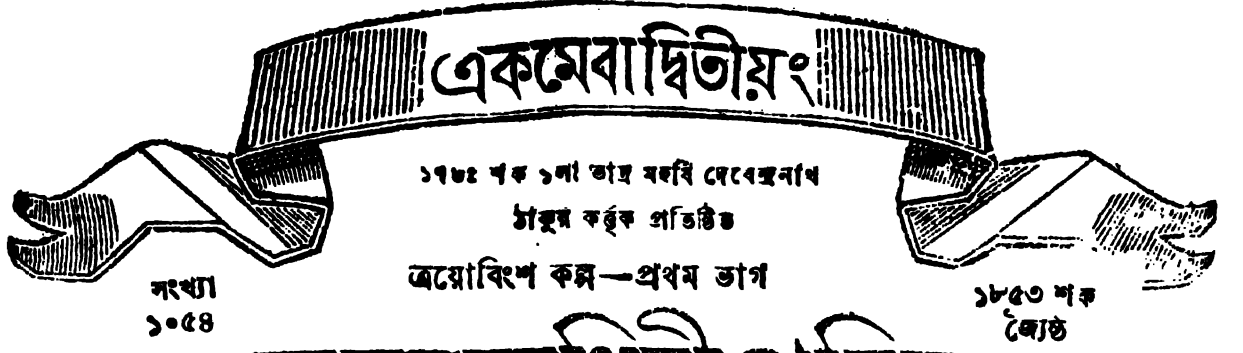 একমেবাদ্বিতীয়ং
১৭৬৫ শক ১লা ভাদ্র মহর্ষি দেবেন্দ্রনাথ
ঠাকুর কর্ত্তৃক প্রতিষ্ঠিত
ত্রয়োবিংশ কল্প—প্রথম ভাগ
সংখ্যা
১০৫৪
১৮৫৩ শক
জ্যৈষ্ঠ